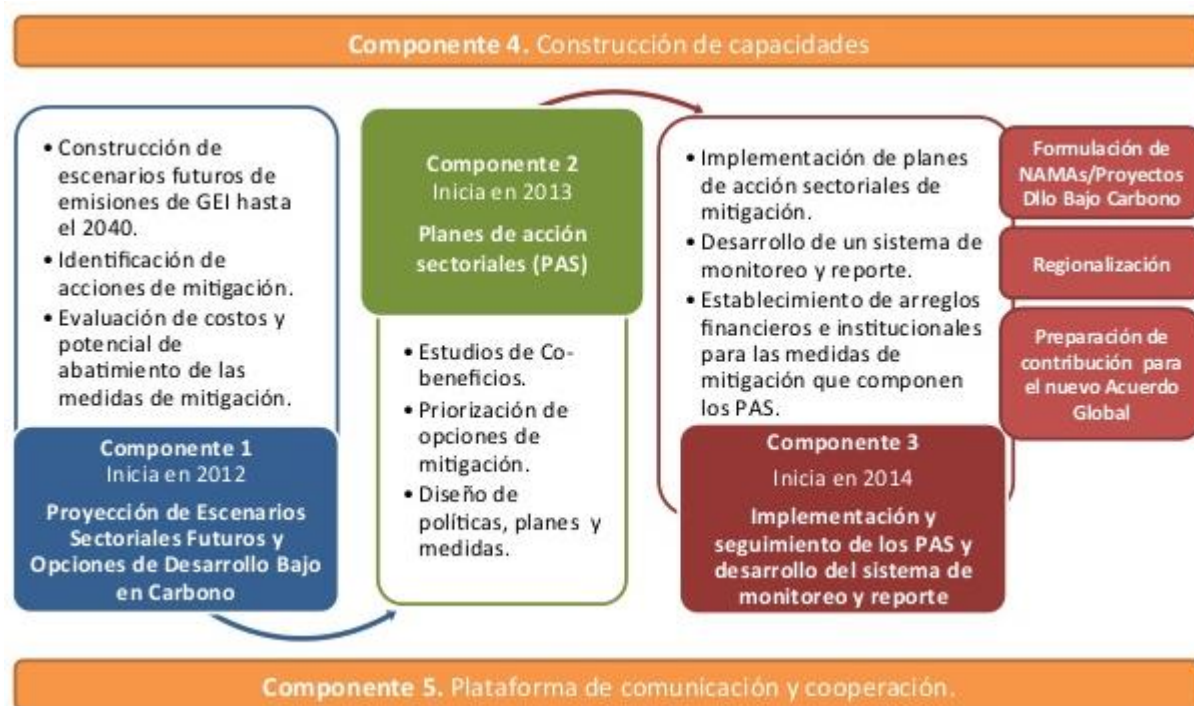 Componente 4. Construcción de capacidades
• Construcción de
escenarios futuros de
emisiones de GEI hasta
el 2040.
• Identificación de
acciones de mitigación.
• Evaluación de costos y
potencial de
abatimiento de las
medidas de mitigación.
Componente 1
Inicia en 2012
Proyección de Escenarios
Sectoriales Futuros y
Opciones de Desarrollo Bajo
en Carbono
Componente 2
Inicia en 2013
Planes de acción
sectoriales (PAS)
• Estudios de Co-
beneficios.
• Priorización de
opciones de
mitigación.
• Diseño de
políticas, planes y
medidas.
• Implementación de planes
de acción sectoriales de
mitigación.
• Desarrollo de un sistema de
monitoreo y reporte.
• Establecimiento de arreglos
financieros e institucionales
para las medidas de
mitigación que componen
los PAS.
Componente 3
Inicia en 2014
Implementación y
seguimiento de los PAS y
desarrollo del sistema de
monitoreo y reporte
Formulación de
NAMAs/Proyectos
Dllo Bajo Carbono
Regionalización
Preparación de
contribución para
el nuevo Acuerdo
Global
Componente 5. Plataforma de comunicación y cooperación.